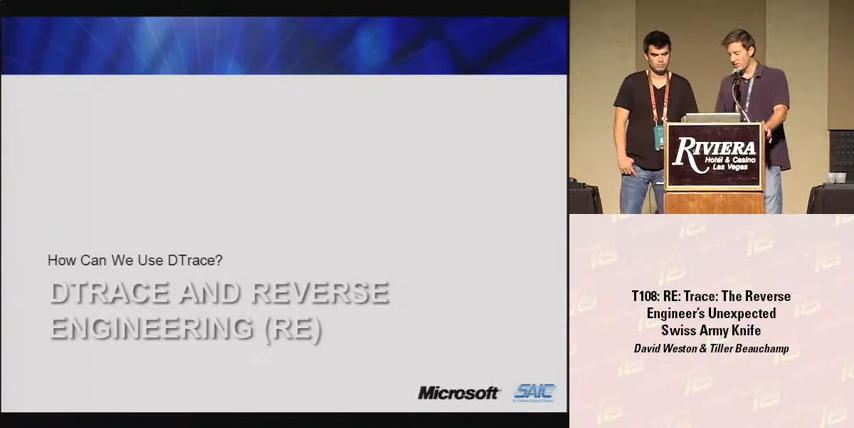 How Can We Use DTrace?
DTRACE AND REVERSE
ENGINEERING (RE)
Microsoft
SAIC
RIVIERA
Hotel & Casino
Las Vegas
T108: RE: Trace: The Reverse
Engineer's Unexpected
Swiss Army Knife
David Weston & Tiller Beauchamp